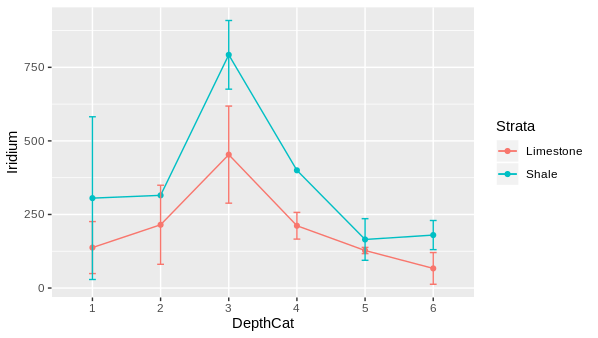 Iridium
750
500
250
0
1 2 3 4 5 6
DepthCat
Strata
Limestone
Shale